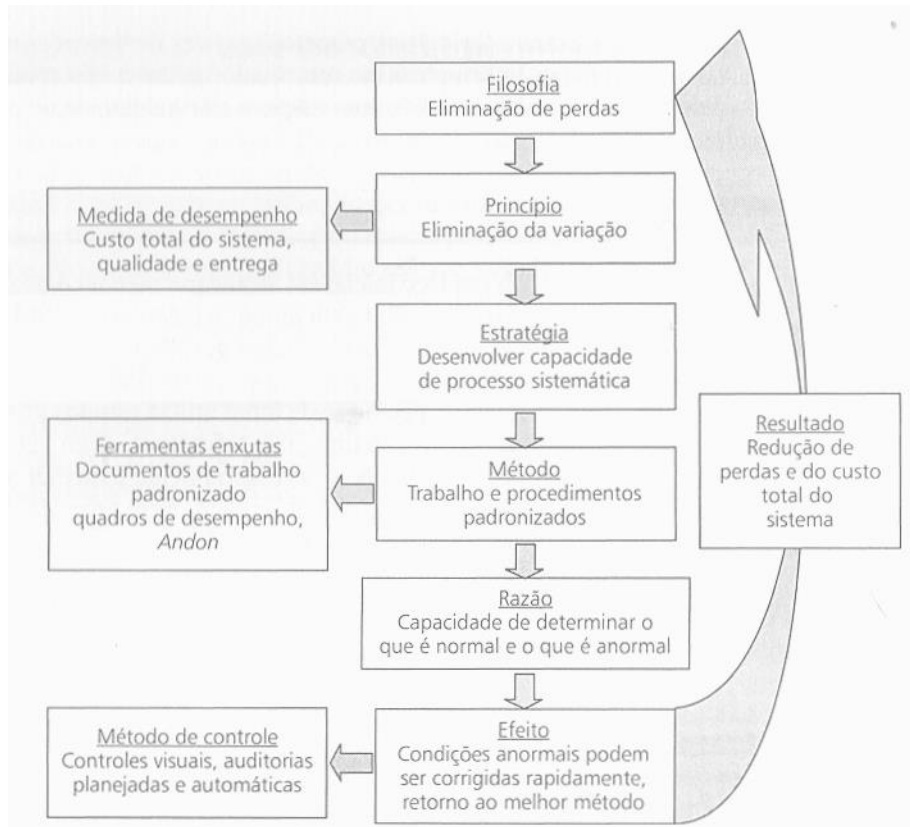 Filosofia
Eliminação de perdas
Princípio
Eliminação da variação
Medida de desempenho
Custo total do sistema,
qualidade e entrega
Estratégia
Desenvolver capacidade
de processo sistemática
Ferramentas enxutas
Documentos de trabalho
padronizado
quadros de desempenho,
Andon
Método
Trabalho e procedimentos
padronizados
Resultado
Redução de
perdas e do custo
total do
sistema
Razão
Capacidade de determinar o
que é normal e o que é anormal
Efeito
Condições anormais podem
ser corrigidas rapidamente,
retorno ao melhor método
Método de controle
Controles visuais, auditorias
planejadas e automáticas